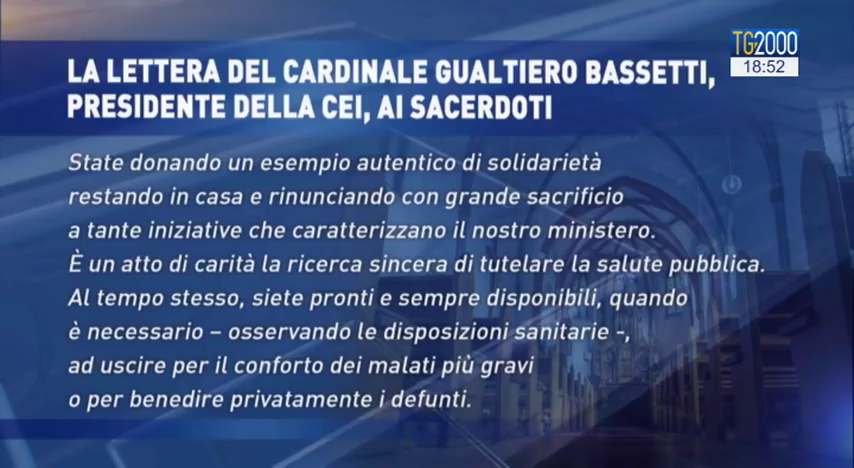 TG2000
18:52
LA LETTERA DEL CARDINALE GUALTIERO BASSETTI,
PRESIDENTE DELLA CEI, AI SACERDOTI
State donando un esempio autentico di solidarietà
restando in casa e rinunciando con grande sacrificio
a tante iniziative che caratterizzano il nostro ministero.
È un atto di carità la ricerca sincera di tutelare la salute pubblica.
Al tempo stesso, siete pronti e sempre disponibili, quando
è necessario – osservando le disposizioni sanitarie -,
ad uscire per il conforto dei malati più gravi
o per benedire privatamente i defunti.